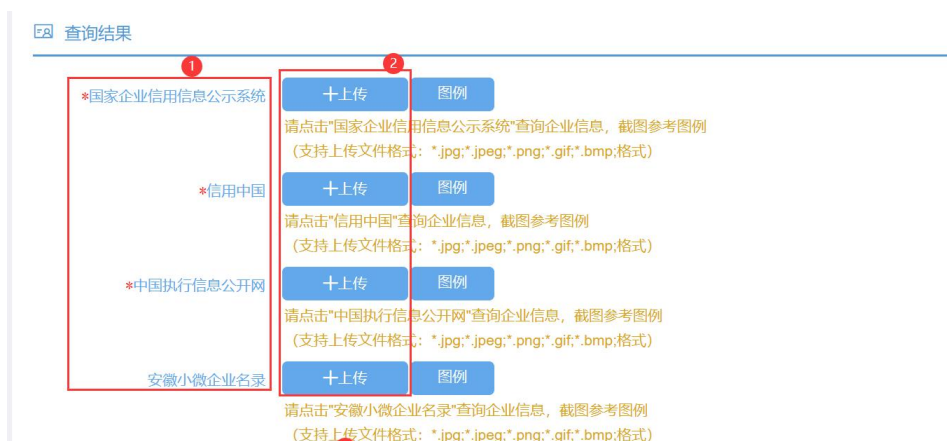 查询结果
1
2
*国家企业信用信息公示系统 十上传 图例
请点击"国家企业信用信息公示系统"查询企业信息，截图参考图例
（支持上传文件格式：*.jpg;*.jpeg;*.png;*.gif;*.bmp;格式）
*信用中国 十上传 图例
请点击"信用中国"查询企业信息，截图参考图例
（支持上传文件格式：*.jpg;*.jpeg;*.png;*.gif;*.bmp;格式）
*中国执行信息公开网 十上传 图例
请点击"中国执行信息公开网"查询企业信息，截图参考图例
（支持上传文件格式：*.jpg;*.jpeg;*.png;*.gif;*.bmp;格式）
安徽小微企业名录 十上传 图例
请点击"安徽小微企业名录"查询企业信息，截图参考图例
（支持上传文件格式：*.jpg;*.jpeg;*.png;*.gif;*.bmp;格式）